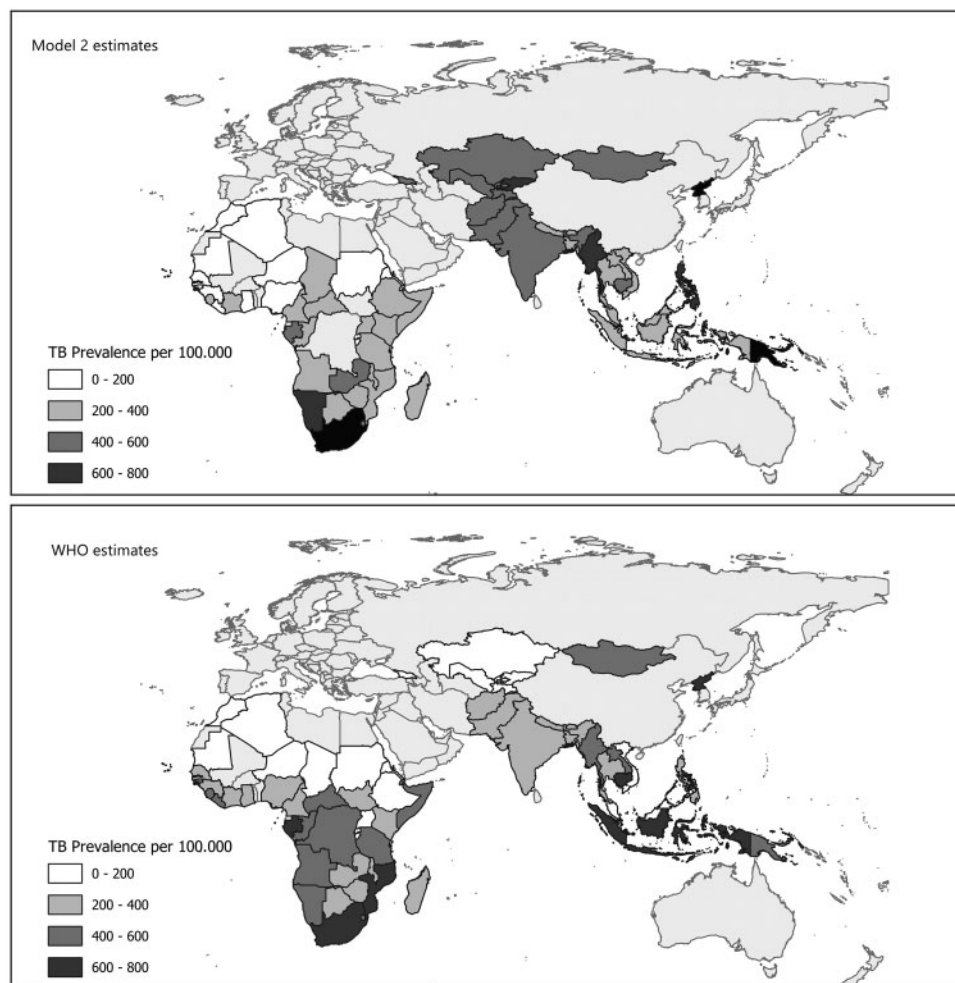 Model 2 estimates
TB Prevalence per 100.000
0 - 200
200 - 400
400 - 600
600 - 800
WHO estimates
TB Prevalence per 100.000
0 - 200
200 - 400
400 - 600
600 - 800